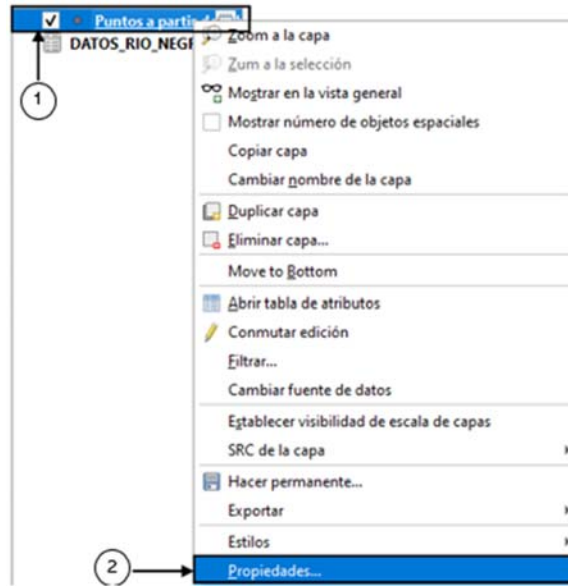 Puntos a parti
DATOS_RIO_NEG
1
Zoom a la capa
Zum a la selección
Mostrar en la vista general
Mostrar número de objetos espaciales
Copiar capa
Cambiar nombre de la capa
Duplicar capa
Eliminar capa...
Move to Bottom
Abrir tabla de atributos
Conmutar edición
Filtrar...
Cambiar fuente de datos
Establecer visibilidad de escala de capas
SRC de la capa
Hacer permanente...
Exportar
Estilos
2
Propiedades...